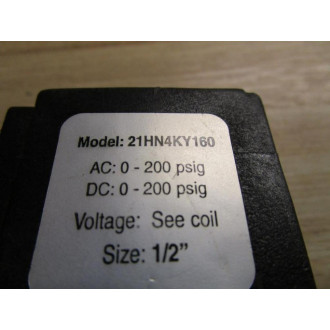 Model: 21HN4KY160
AC: 0 - 200 psig
DC: 0 - 200 psig
Voltage: See coil
Size: 1/2"